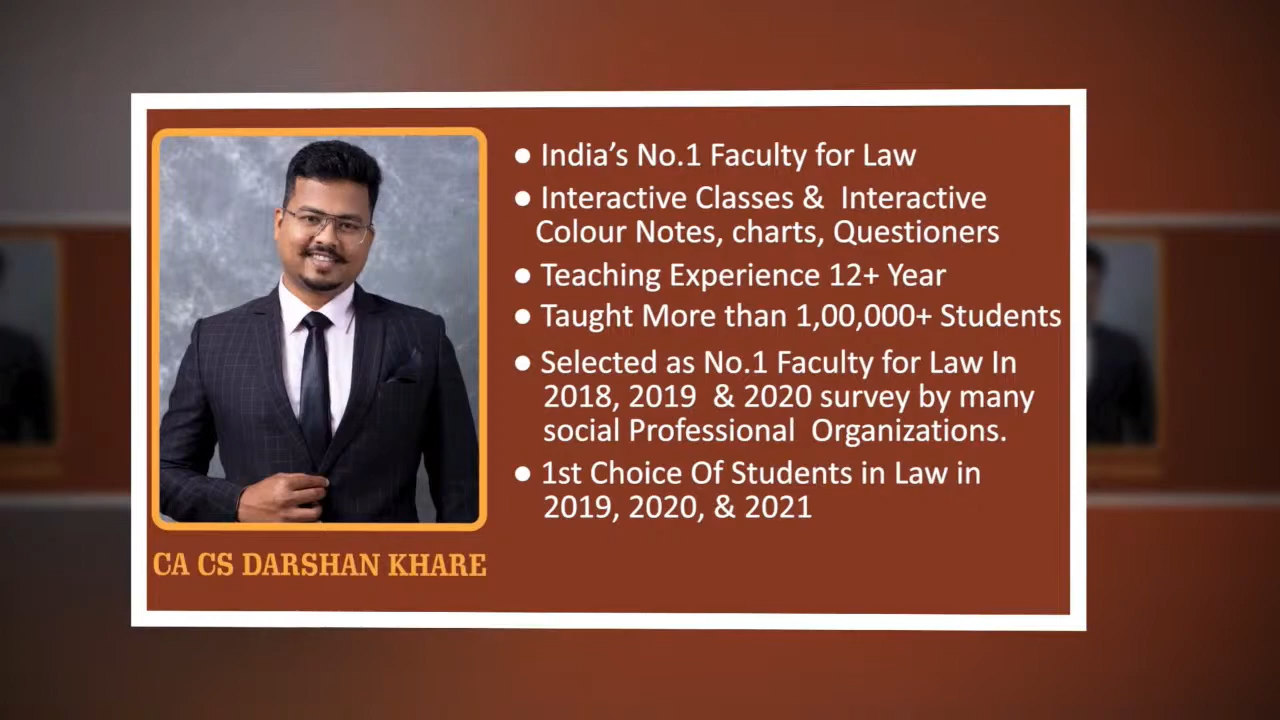 ● India's No.1 Faculty for Law
● Interactive Classes & Interactive
Colour Notes, charts, Questioners
● Teaching Experience 12+ Year
● Taught More than 1,00,000+ Students
● Selected as No.1 Faculty for Law In
2018, 2019 & 2020 survey by many
social Professional Organizations.
● 1st Choice Of Students in Law in
2019, 2020, & 2021
CA CS DARSHAN KHARE